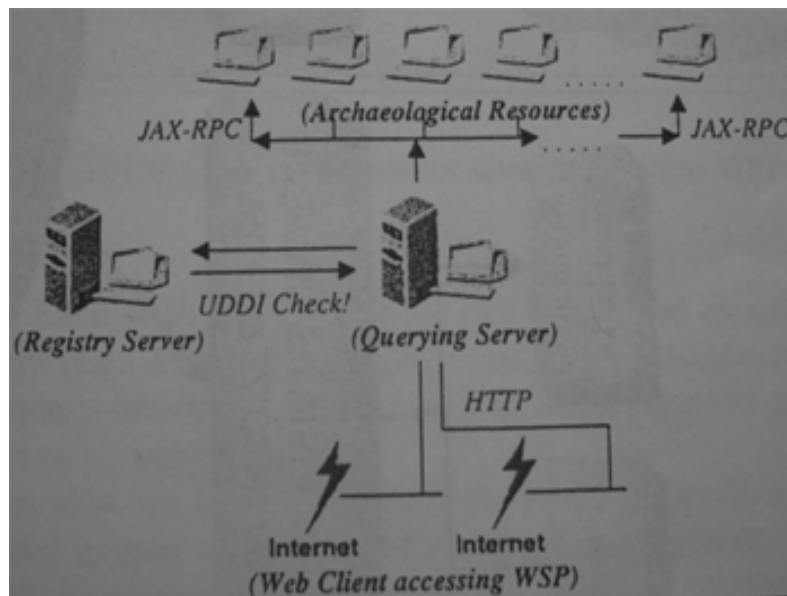 (Archaeological Resources)
JAX-RPC
JAX-RPC
UDDI Check!
(Registry Server)
(Querying Server)
HTTP
Internet
Internet
(Web Client accessing WSP)